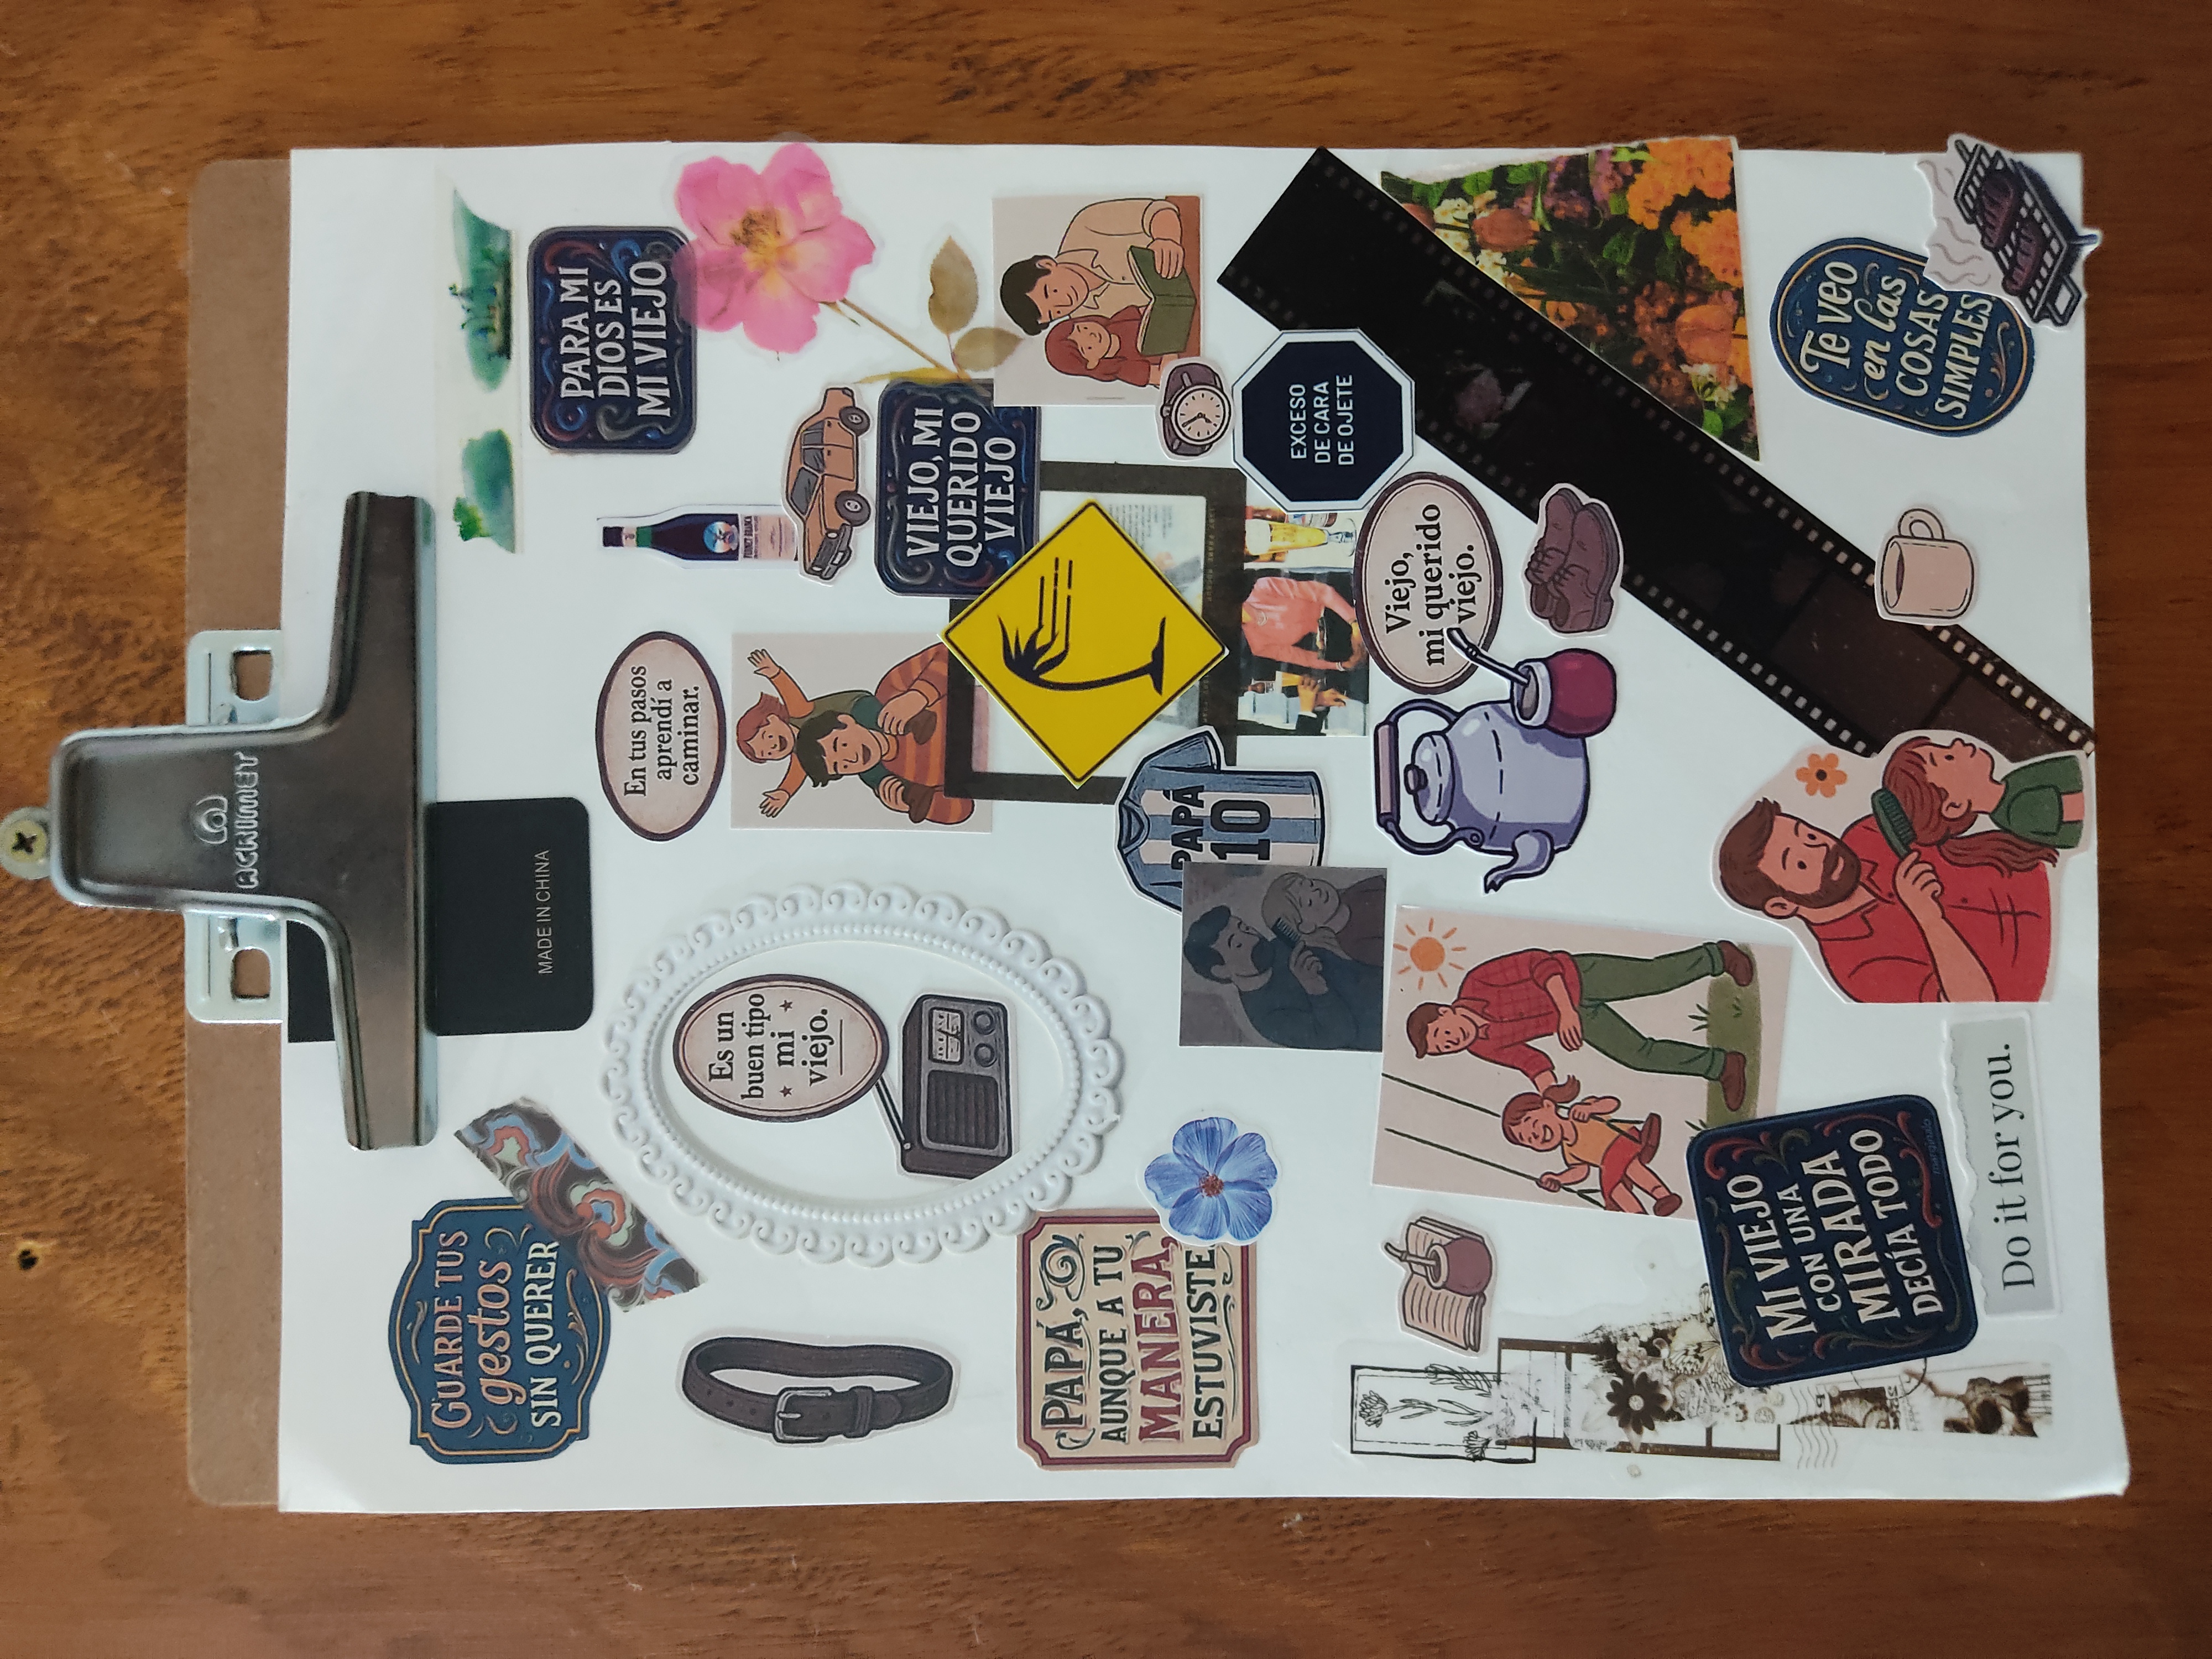 ACRIMET
GUARDE TUS
gestos
SIN QUERER
MADE IN CHINA
PARA MI
DIOS ES
MI VIEJO
En tus pasos
aprendí a
caminar.
Es un
buen tipo
mi
viejo.
FERNET BRANCA
VIEJO, MI
QUERIDO
VIEJO
PAPÁ,
AUNQUE A TU
MANERA,
ESTUVISTE
PAPÁ
10
EXCESO
DE CARA
DE OJETE
Viejo,
mi querido
viejo.
MI VIEJO
CON UNA
MIRADA
DECÍA TODO
marginalo
Do it for you.
Te veo
en las
COSAS
SIMPLES